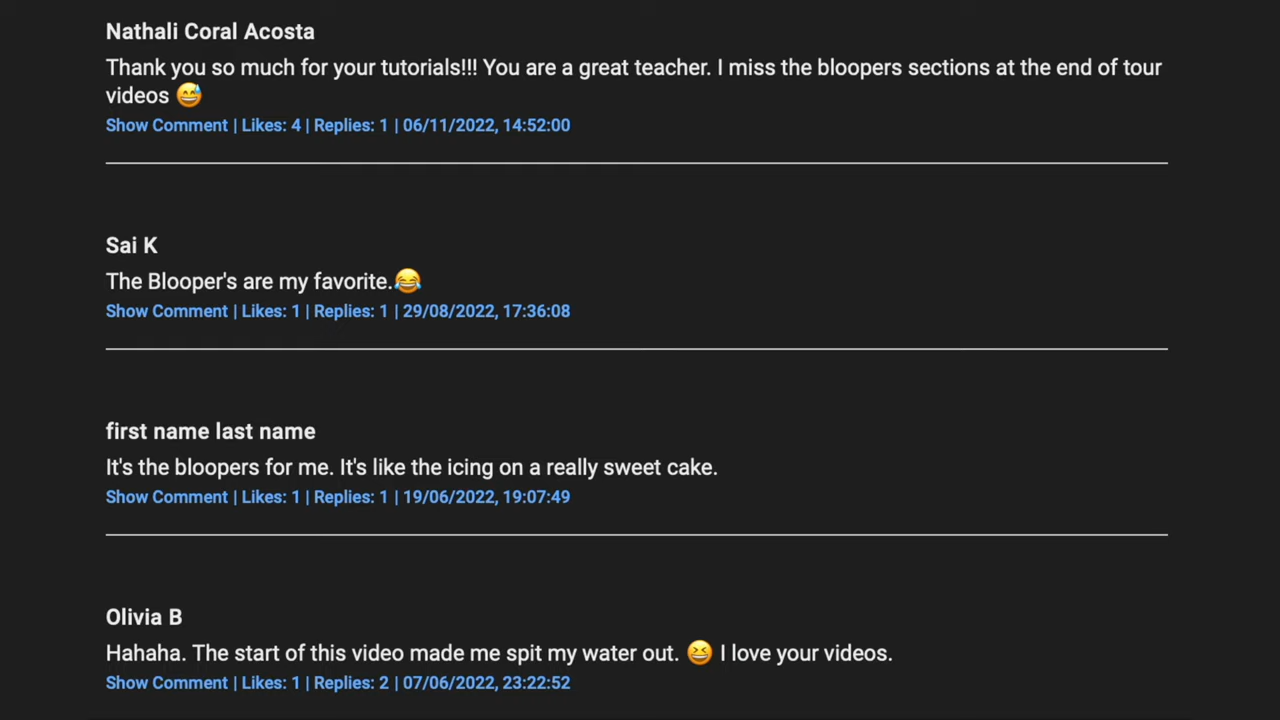 Nathali Coral Acosta
Thank you so much for your tutorials!!! You are a great teacher. I miss the bloopers sections at the end of tour
videos 😅
Show Comment | Likes: 4 | Replies: 1 | 06/11/2022, 14:52:00
Sai K
The Blooper's are my favorite.😂
Show Comment | Likes: 1 | Replies: 1 | 29/08/2022, 17:36:08
first name last name
It's the bloopers for me. It's like the icing on a really sweet cake.
Show Comment | Likes: 1 | Replies: 1 | 19/06/2022, 19:07:49
Olivia B
Hahaha. The start of this video made me spit my water out. 😆 I love your videos.
Show Comment | Likes: 1 | Replies: 2 | 07/06/2022, 23:22:52